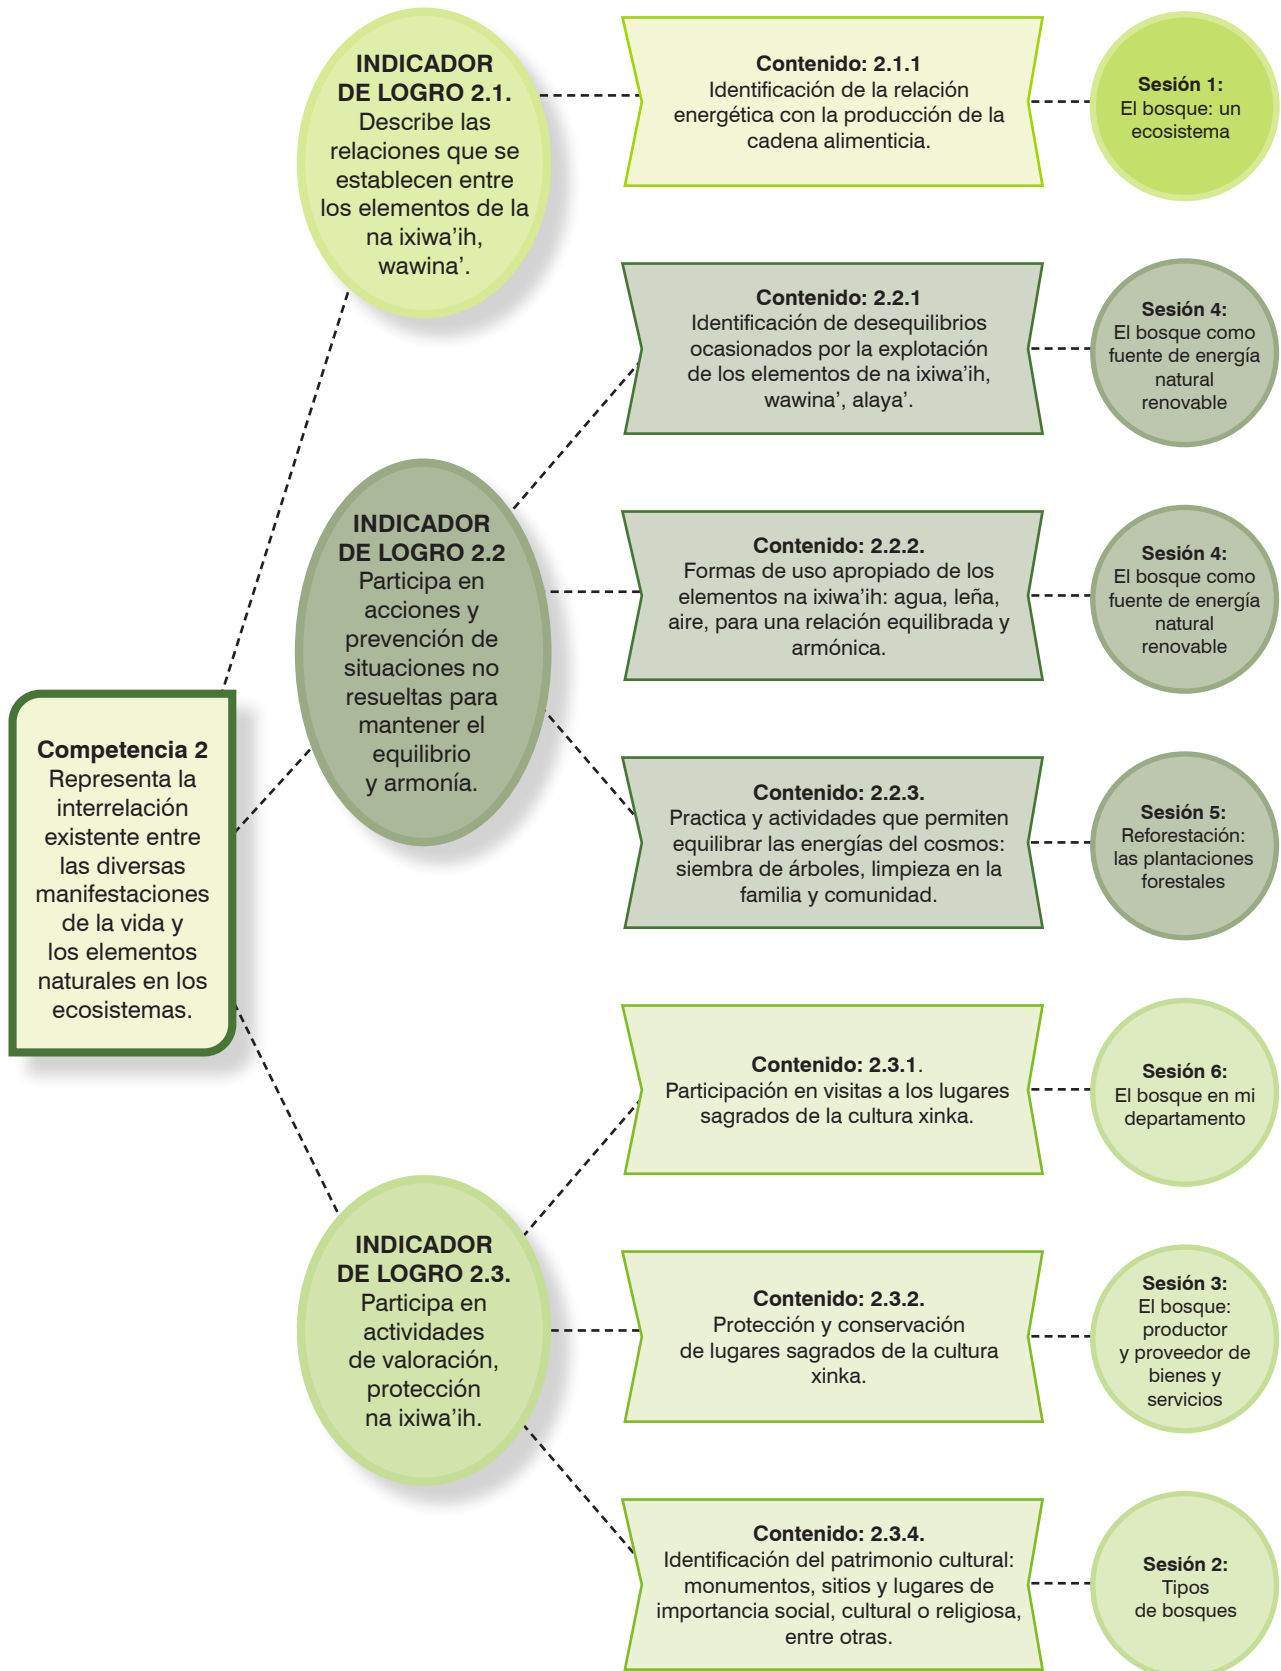 Competencia 2
Representa la
interrelación
existente entre
las diversas
manifestaciones
de la vida y
los elementos
naturales en los
ecosistemas.
INDICADOR
DE LOGRO 2.1.
Describe las
relaciones que se
establecen entre
los elementos de la
na ixiwa’ih,
wawina’.
Contenido: 2.1.1
Identificación de la relación
energética con la producción de la
cadena alimenticia.
Sesión 1:
El bosque: un
ecosistema
INDICADOR
DE LOGRO 2.2
Participa en
acciones y
prevención de
situaciones no
resueltas para
mantener el
equilibrio
y armonía.
Contenido: 2.2.1
Identificación de desequilibrios
ocasionados por la explotación
de los elementos de na ixiwa’ih,
wawina’, alaya’.
Sesión 4:
El bosque como
fuente de energía
natural
renovable
Contenido: 2.2.2.
Formas de uso apropiado de los
elementos na ixiwa’ih: agua, leña,
aire, para una relación equilibrada y
armónica.
Sesión 4:
El bosque como
fuente de energía
natural
renovable
Contenido: 2.2.3.
Practica y actividades que permiten
equilibrar las energías del cosmos:
siembra de árboles, limpieza en la
familia y comunidad.
Sesión 5:
Reforestación:
las plantaciones
forestales
INDICADOR
DE LOGRO 2.3.
Participa en
actividades
de valoración,
protección
na ixiwa’ih.
Contenido: 2.3.1.
Participación en visitas a los lugares
sagrados de la cultura xinka.
Sesión 6:
El bosque en mi
departamento
Contenido: 2.3.2.
Protección y conservación
de lugares sagrados de la cultura
xinka.
Sesión 3:
El bosque:
productor
y proveedor de
bienes y
servicios
Contenido: 2.3.4.
Identificación del patrimonio cultural:
monumentos, sitios y lugares de
importancia social, cultural o religiosa,
entre otras.
Sesión 2:
Tipos
de bosques